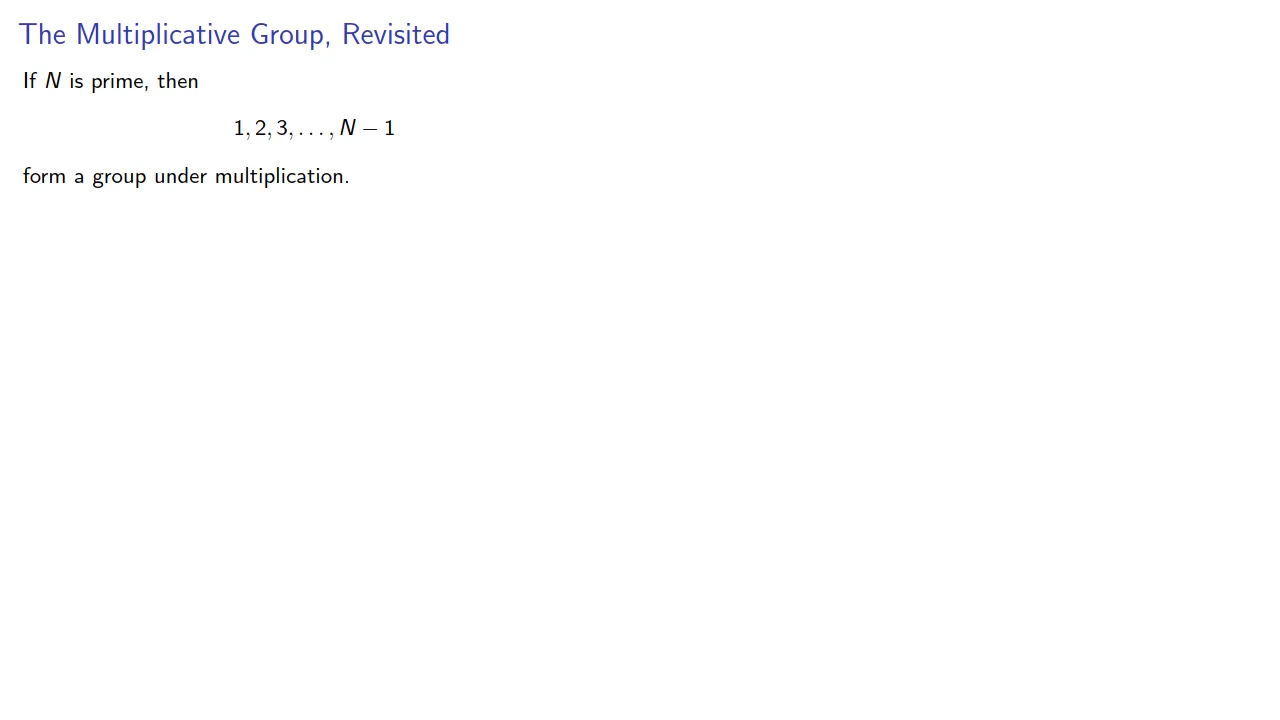 The Multiplicative Group, Revisited
If N is prime, then
1, 2, 3, . . . , N − 1
form a group under multiplication.